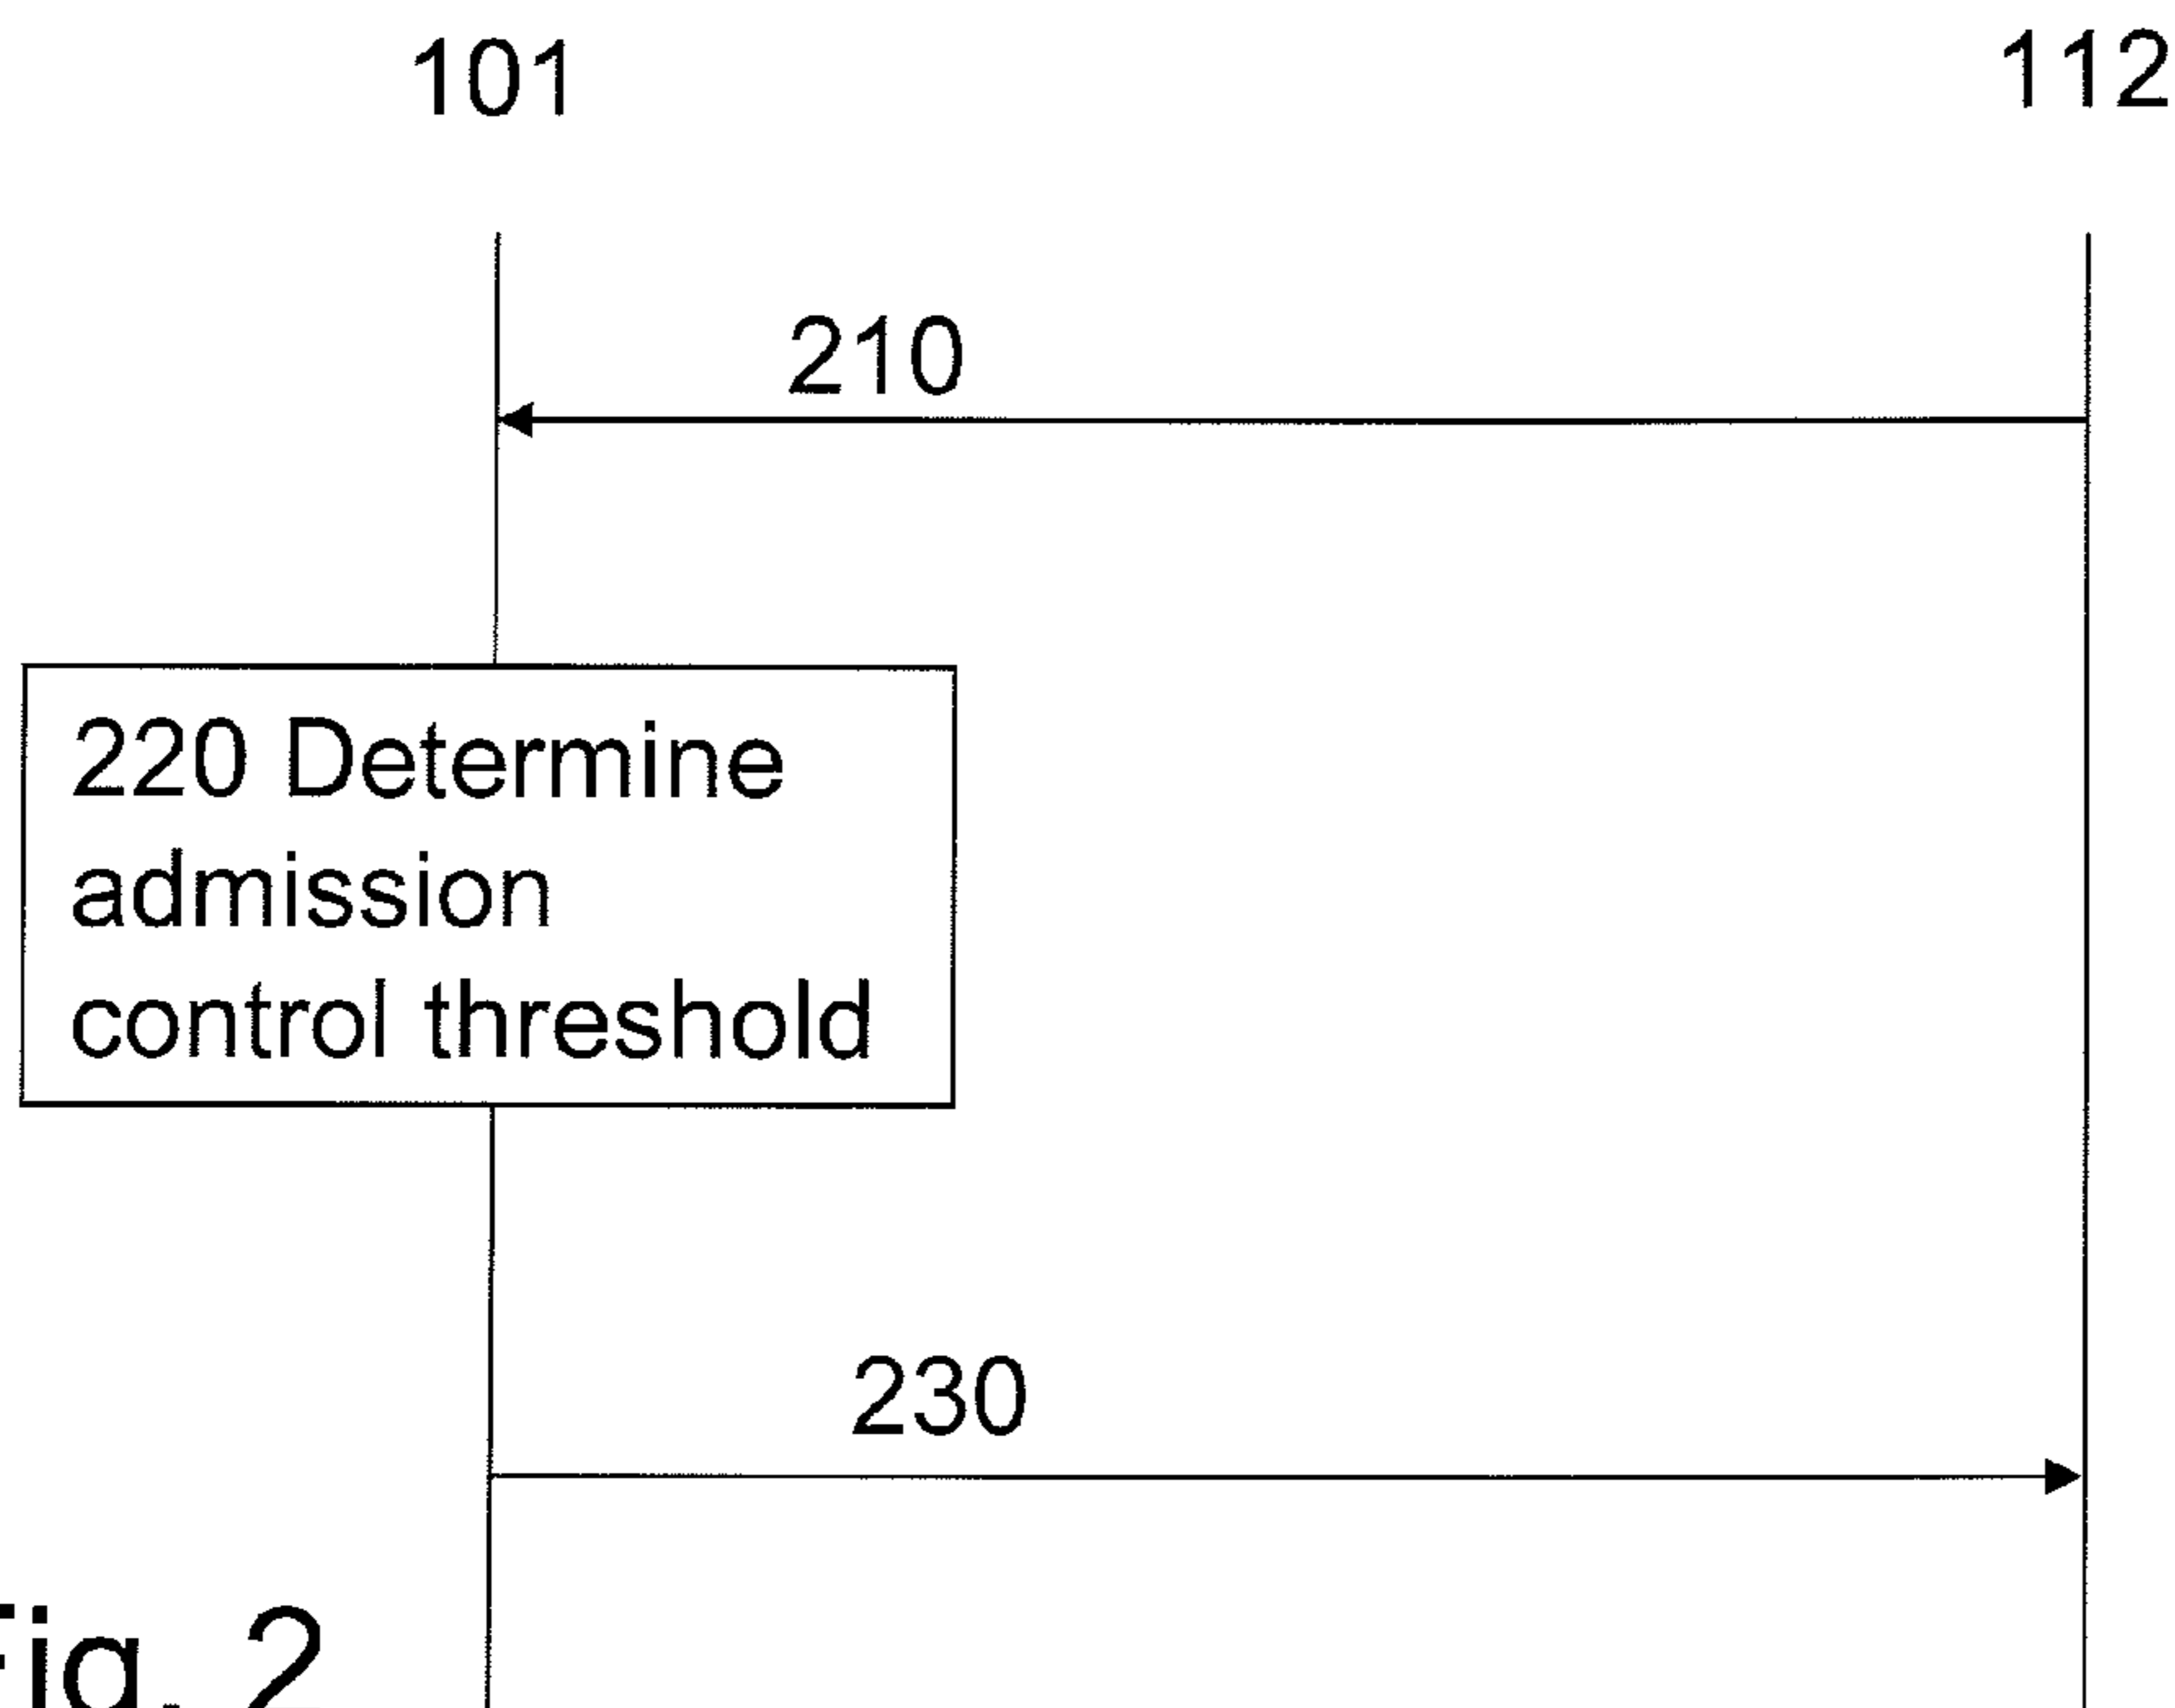 101
112
210
220 Determine
admission
control threshold
230
Fig. 2